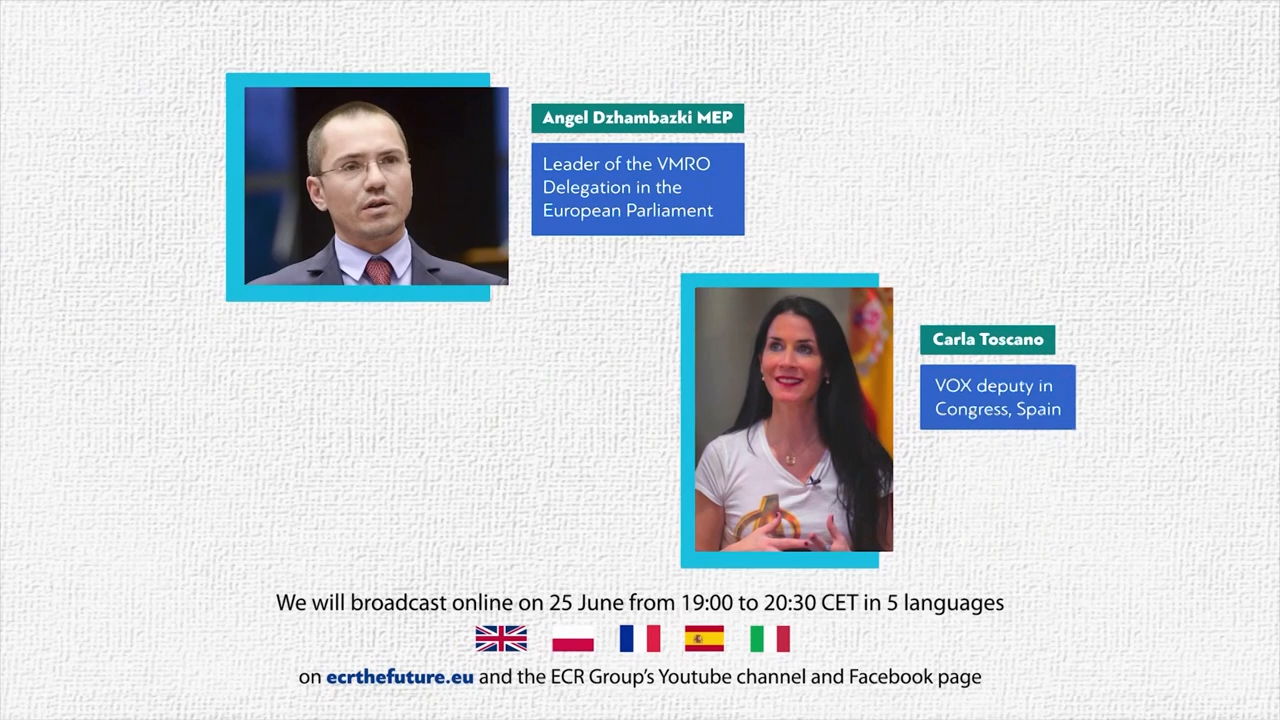 Angel Dzhambazki MEP
Leader of the VMRO
Delegation in the
European Parliament
Carla Toscano
VOX deputy in
Congress, Spain
We will broadcast online on 25 June from 19:00 to 20:30 CET in 5 languages
on ecrthefuture.eu and the ECR Group's Youtube channel and Facebook page